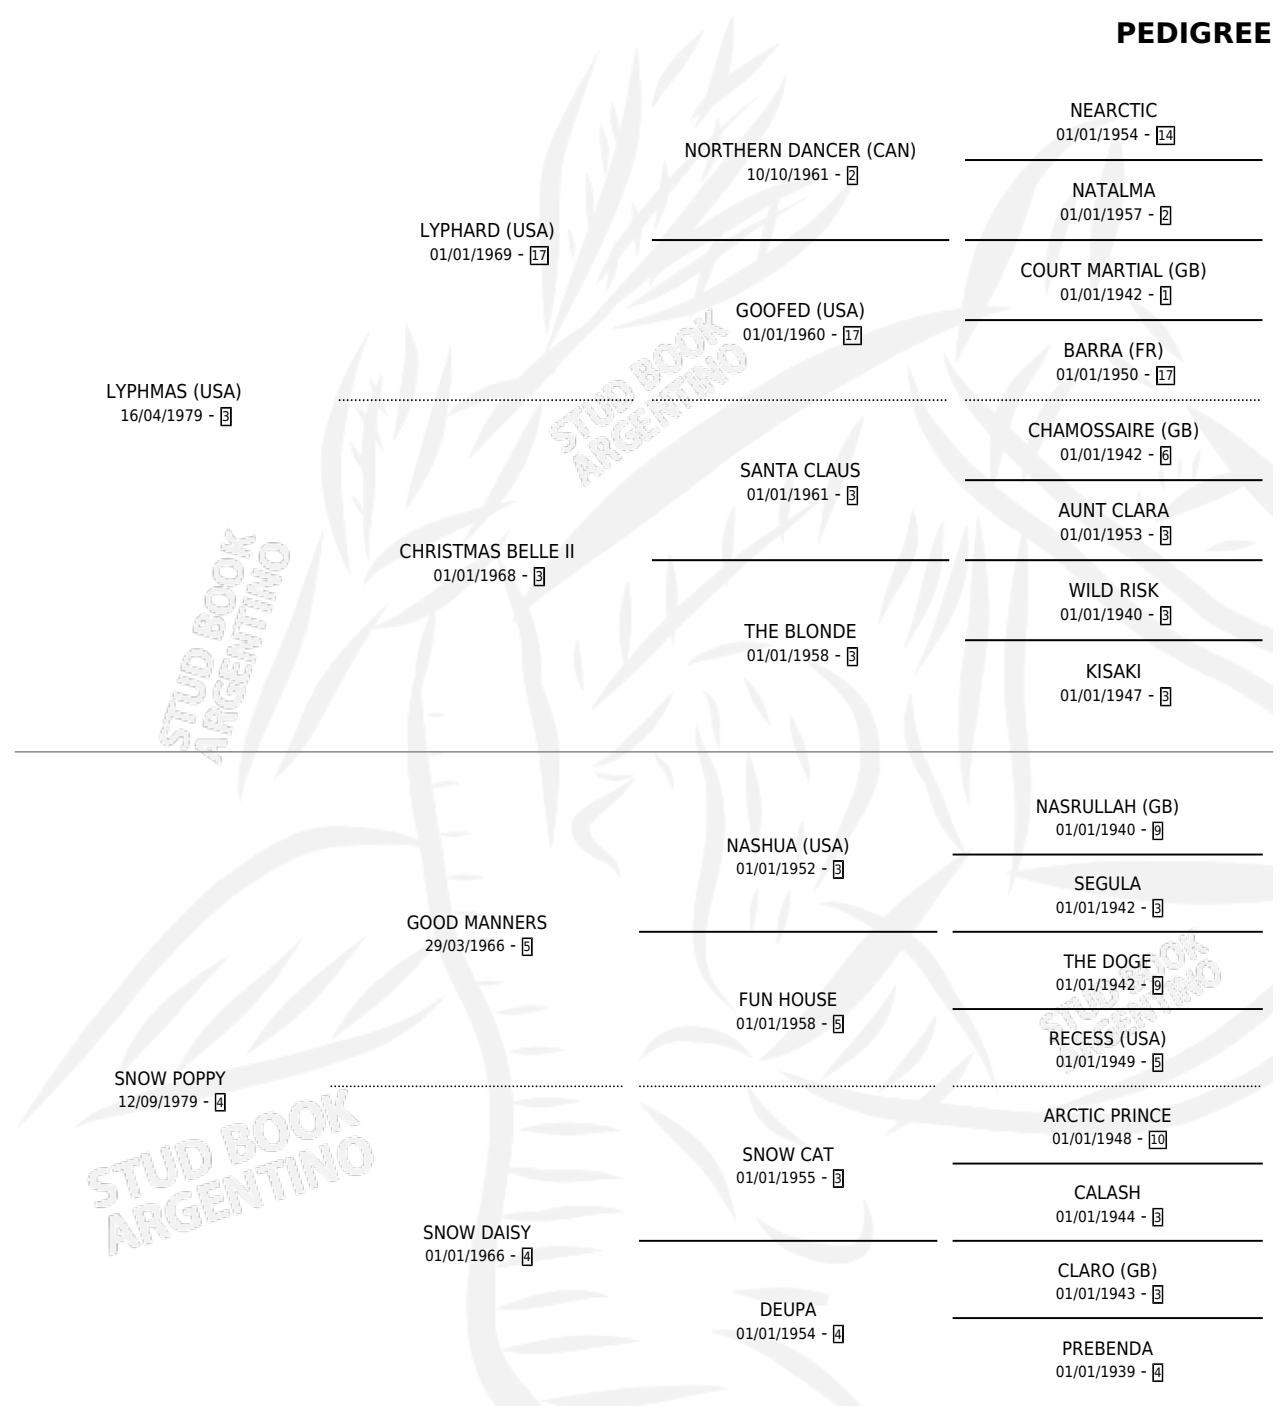 PEDIGREE
NEARCTIC
01/01/1954 - 14
NORTHERN DANCER (CAN)
10/10/1961 - 2
NATALMA
01/01/1957 - 2
LYPHARD (USA)
01/01/1969 - 17
COURT MARTIAL (GB)
01/01/1942 - 1
GOOFED (USA)
01/01/1960 - 17
BARRA (FR)
01/01/1950 - 17
LYPHMAS (USA)
16/04/1979 - 3
CHAMOSSAIRE (GB)
01/01/1942 - 6
SANTA CLAUS
01/01/1961 - 3
AUNT CLARA
01/01/1953 - 3
CHRISTMAS BELLE II
01/01/1968 - 3
WILD RISK
01/01/1940 - 3
THE BLONDE
01/01/1958 - 3
KISAKI
01/01/1947 - 3
NASRULLAH (GB)
01/01/1940 - 9
NASHUA (USA)
01/01/1952 - 3
SEGULA
01/01/1942 - 3
GOOD MANNERS
29/03/1966 - 5
THE DOGE
01/01/1942 - 9
FUN HOUSE
01/01/1958 - 5
RECESS (USA)
01/01/1949 - 5
SNOW POPPY
12/09/1979 - 4
ARCTIC PRINCE
01/01/1948 - 10
SNOW CAT
01/01/1955 - 3
CALASH
01/01/1944 - 3
SNOW DAISY
01/01/1966 - 4
CLARO (GB)
01/01/1943 - 3
DEUPA
01/01/1954 - 4
PREBENDA
01/01/1939 - 4
STUD BOOK
ARGENTINO
STUD BOOK
ARGENTINO
STUD BOOK
ARGENTINO
STUD BOOK
ARGENTINO